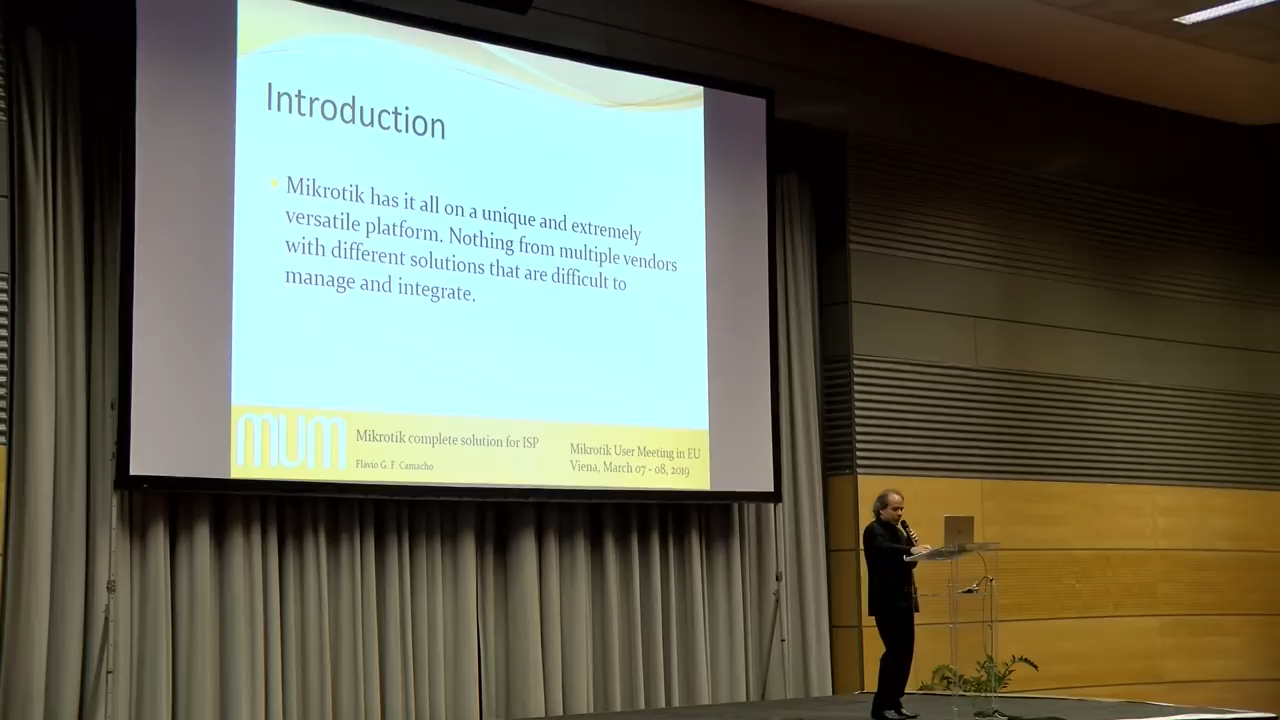 Introduction
Mikrotik has it all on a unique and extremely
versatile platform. Nothing from multiple vendors
with different solutions that are difficult to
manage and integrate.
MUM
Mikrotik complete solution for ISP
Flávio G. F. Camacho
Mikrotik User Meeting in EU
Viena, March 07 - 08, 2019